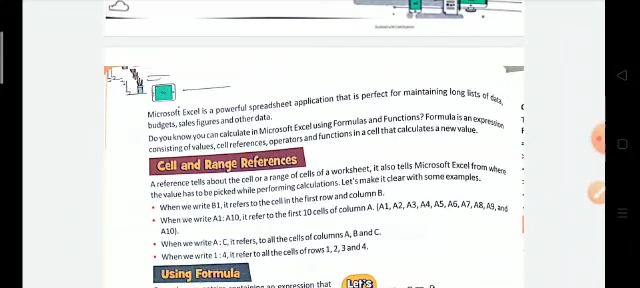 Microsoft Excel is a powerful spreadsheet application that is perfect for maintaining long lists of data,
budgets, sales figures and other data.
Do you know you can calculate in Microsoft Excel using Formulas and Functions? Formula is an expression
consisting of values, cell references, operators and functions in a cell that calculates a new value.
Cell and Range References
A reference tells about the cell or a range of cells of a worksheet, it also tells Microsoft Excel from where
the value has to be picked while performing calculations. Let's make it clear with some examples.
• When we write B1, it refers to the cell in the first row and column B.
• When we write A1: A10, it refer to the first 10 cells of column A. (A1, A2, A3, A4, A5, A6, A7, A8, A9, and
A10).
• When we write A : C, it refers, to all the cells of columns A, B and C.
• When we write 1 : 4, it refer to all the cells of rows 1, 2, 3 and 4.
Using Formula
Let's
containing an expression that